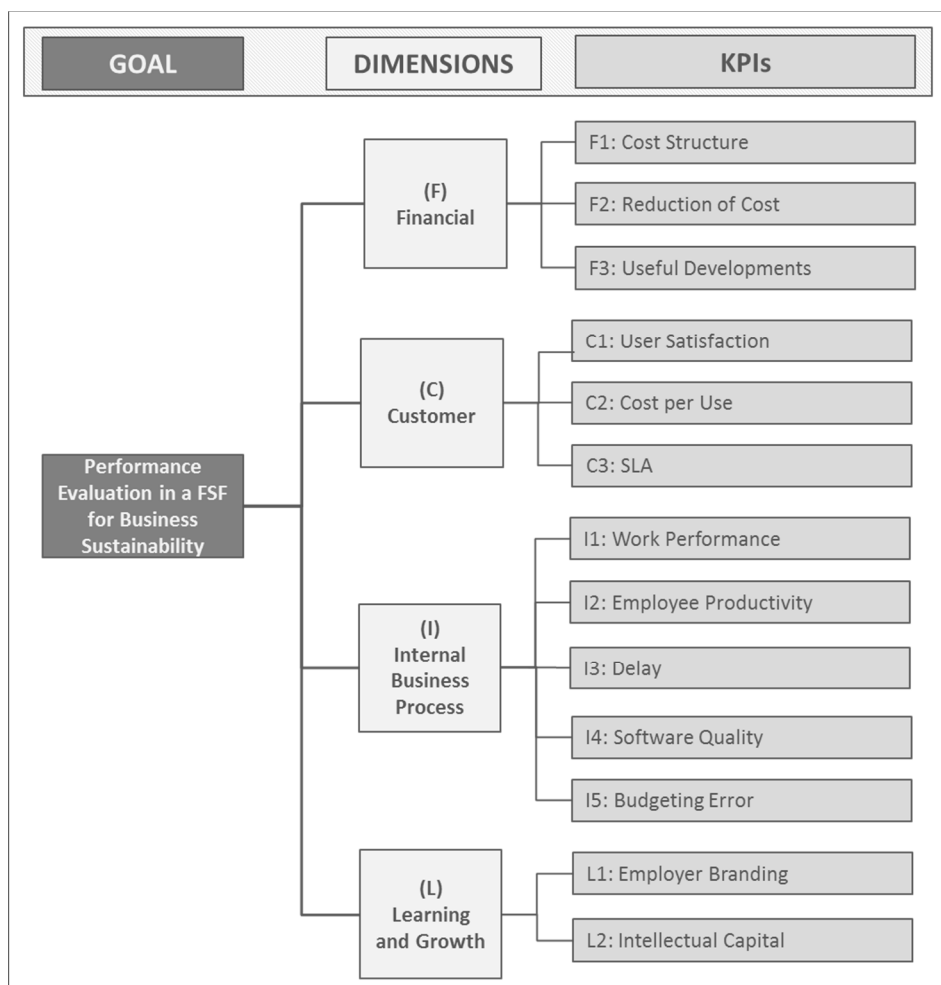 GOAL
DIMENSIONS
KPIs
Performance
Evaluation in a FSF
for Business
Sustainability
(F)
Financial
F1: Cost Structure
F2: Reduction of Cost
F3: Useful Developments
(C)
Customer
C1: User Satisfaction
C2: Cost per Use
C3: SLA
(I)
Internal
Business
Process
I1: Work Performance
I2: Employee Productivity
I3: Delay
I4: Software Quality
I5: Budgeting Error
(L)
Learning
and Growth
L1: Employer Branding
L2: Intellectual Capital